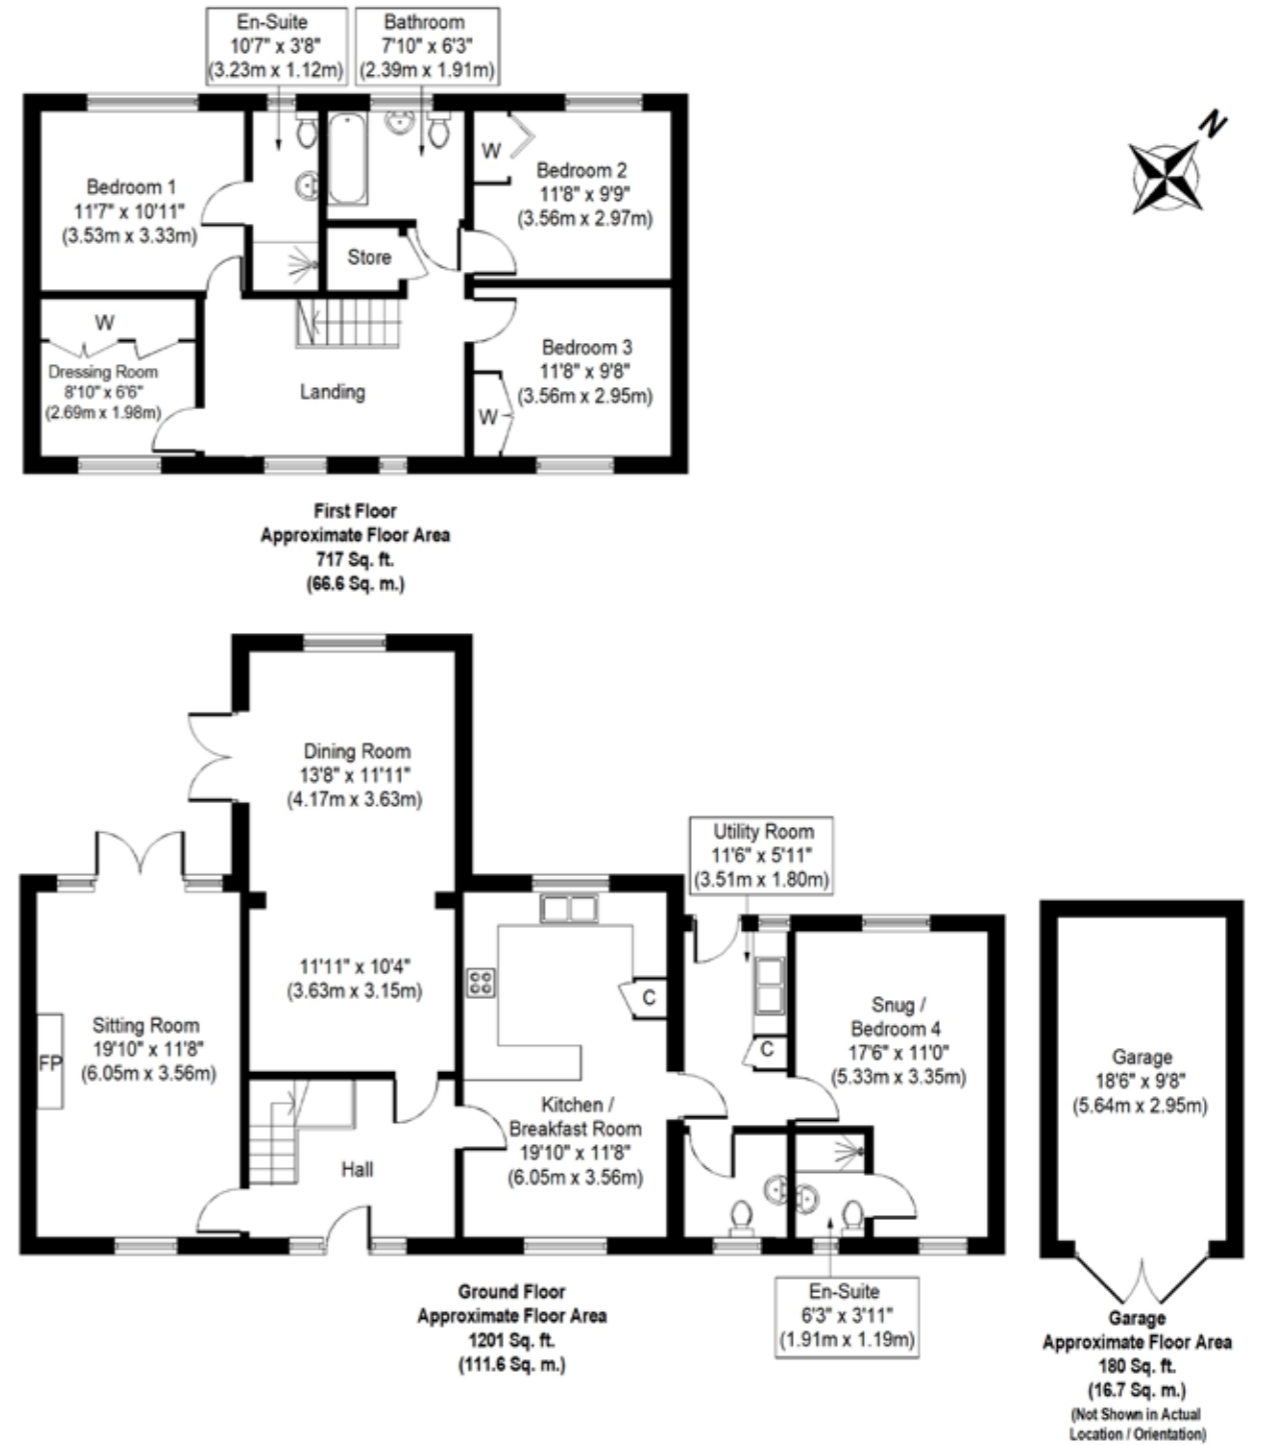 En-Suite
10'7" x 3'8"
(3.23m x 1.12m)
Bathroom
7'10" x 6'3"
(2.39m x 1.91m)
N
Bedroom 1
11'7" x 10'11"
(3.53m x 3.33m)
W
Bedroom 2
11'8" x 9'9"
(3.56m x 2.97m)
Store
W
Dressing Room
8'10" x 6'6"
(2.69m x 1.98m)
Landing
Bedroom 3
11'8" x 9'8"
(3.56m x 2.95m)
W
First Floor
Approximate Floor Area
717 Sq. ft.
(66.6 Sq. m.)
Dining Room
13'8" x 11'11"
(4.17m x 3.63m)
Utility Room
11'6" x 5'11"
(3.51m x 1.80m)
11'11" x 10'4"
(3.63m x 3.15m)
C
Sitting Room
19'10" x 11'8"
(6.05m x 3.56m)
FP
C
Snug /
Bedroom 4
17'6" x 11'0"
(5.33m x 3.35m)
Garage
18'6" x 9'8"
(5.64m x 2.95m)
Kitchen /
Breakfast Room
19'10" x 11'8"
(6.05m x 3.56m)
Hall
Ground Floor
Approximate Floor Area
1201 Sq. ft.
(111.6 Sq. m.)
En-Suite
6'3" x 3'11"
(1.91m x 1.19m)
Garage
Approximate Floor Area
180 Sq. ft.
(16.7 Sq. m.)
(Not Shown in Actual
Location / Orientation)